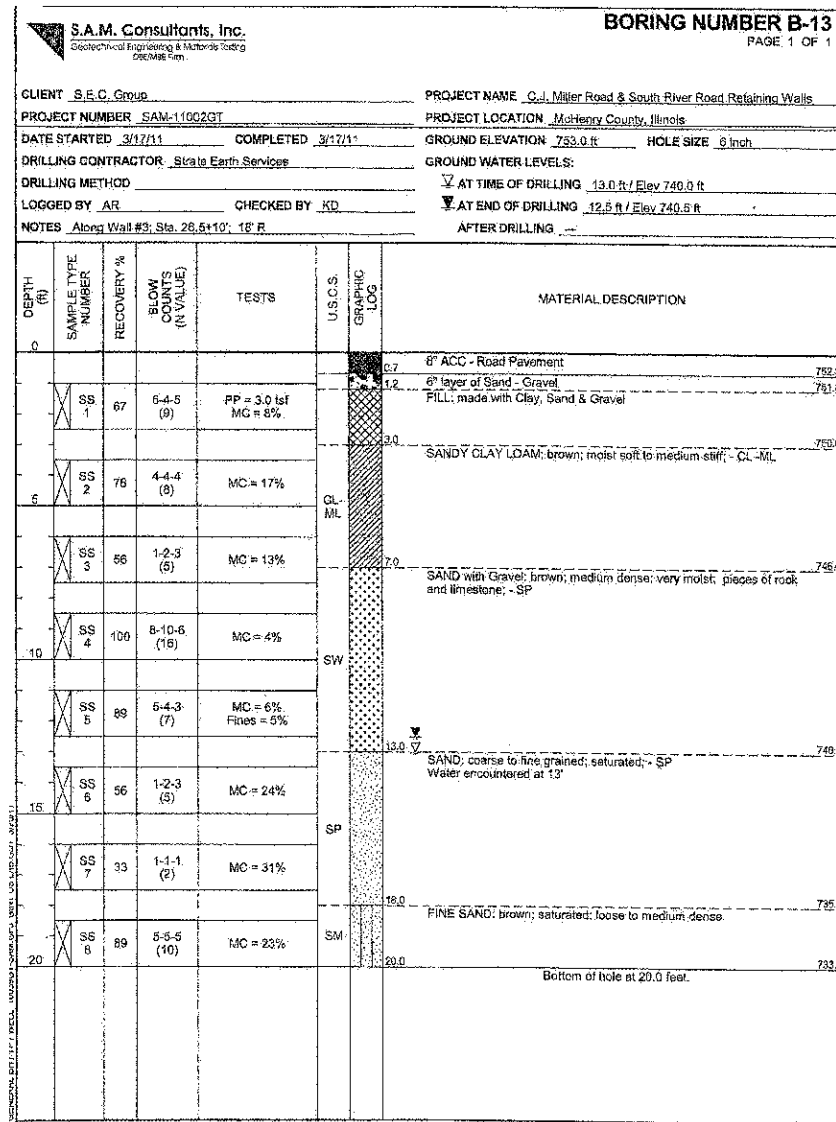 S.A.M. Consultants, Inc.
Geotechnical Engineering & Materials Testing
DBE/MBE Firm
BORING NUMBER B-13
PAGE 1 OF 1
CLIENT S.E.C. Group
PROJECT NAME C.J. Miller Road & South River Road Retaining Walls
PROJECT NUMBER SAM-11002GT
PROJECT LOCATION McHenry County, Illinois
DATE STARTED 3/17/11 COMPLETED 3/17/11
GROUND ELEVATION 753.0 ft HOLE SIZE 6 inch
DRILLING CONTRACTOR Strata Earth Services
GROUND WATER LEVELS:
DRILLING METHOD
AT TIME OF DRILLING 13.0 ft / Elev 740.0 ft
LOGGED BY AR CHECKED BY KD
AT END OF DRILLING 12.5 ft / Elev 740.5 ft
NOTES Along Wall #3; Sta. 26.5+10'; 18' R
AFTER DRILLING ---
DEPTH (ft)
SAMPLE TYPE NUMBER
RECOVERY %
BLOW COUNTS (N VALUE)
TESTS
U.S.C.S.
GRAPHIC LOG
MATERIAL DESCRIPTION
0
0.7 8" ACC - Road Pavement 752.
1.2 6" layer of Sand - Gravel 751.
FILL: made with Clay, Sand & Gravel
SS 1 67 6-4-5 (9) PP = 3.0 tsf MC = 8%
3.0 750.
SANDY CLAY LOAM; brown; moist soft to medium stiff; - CL-ML
SS 2 78 4-4-4 (8) MC = 17%
5
CL-ML
SS 3 56 1-2-3 (5) MC = 13%
7.0 746.
SAND with Gravel; brown; medium dense; very moist; pieces of rock
and limestone; - SP
SS 4 100 8-10-6 (16) MC = 4%
10
SW
SS 5 89 5-4-3 (7) MC = 6% Fines = 5%
13.0 740.
SAND; coarse to fine grained; saturated; - SP
Water encountered at 13'
SS 6 56 1-2-3 (5) MC = 24%
15
SP
SS 7 33 1-1-1 (2) MC = 31%
18.0 735.
FINE SAND: brown; saturated; loose to medium dense.
SS 8 89 5-5-5 (10) MC = 23%
SM
20
20.0 733.
Bottom of hole at 20.0 feet.